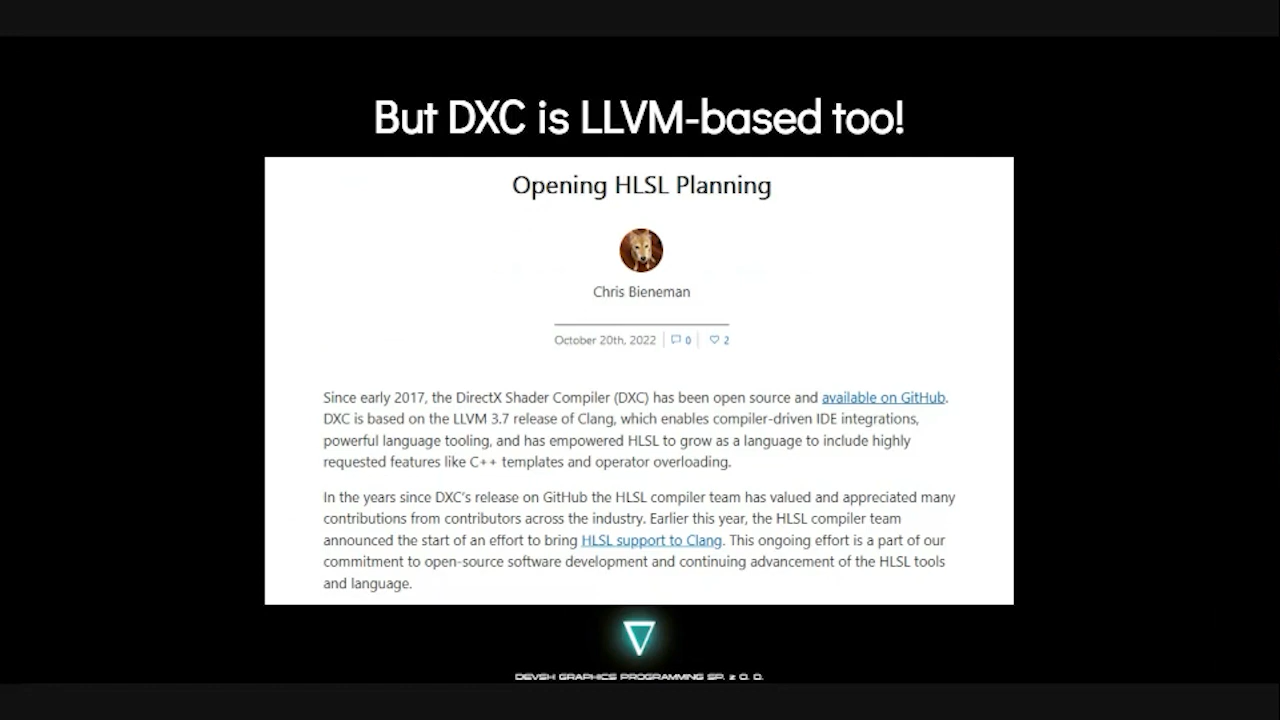 But DXC is LLVM-based too!
Opening HLSL Planning
Chris Bieneman
October 20th, 2022 0 2
Since early 2017, the DirectX Shader Compiler (DXC) has been open source and available on GitHub.
DXC is based on the LLVM 3.7 release of Clang, which enables compiler-driven IDE integrations,
powerful language tooling, and has empowered HLSL to grow as a language to include highly
requested features like C++ templates and operator overloading.
In the years since DXC's release on GitHub the HLSL compiler team has valued and appreciated many
contributions from contributors across the industry. Earlier this year, the HLSL compiler team
announced the start of an effort to bring HLSL support to Clang. This ongoing effort is a part of our
commitment to open-source software development and continuing advancement of the HLSL tools
and language.
DEVSH GRAPHICS PROGRAMMING SP. z O. O.